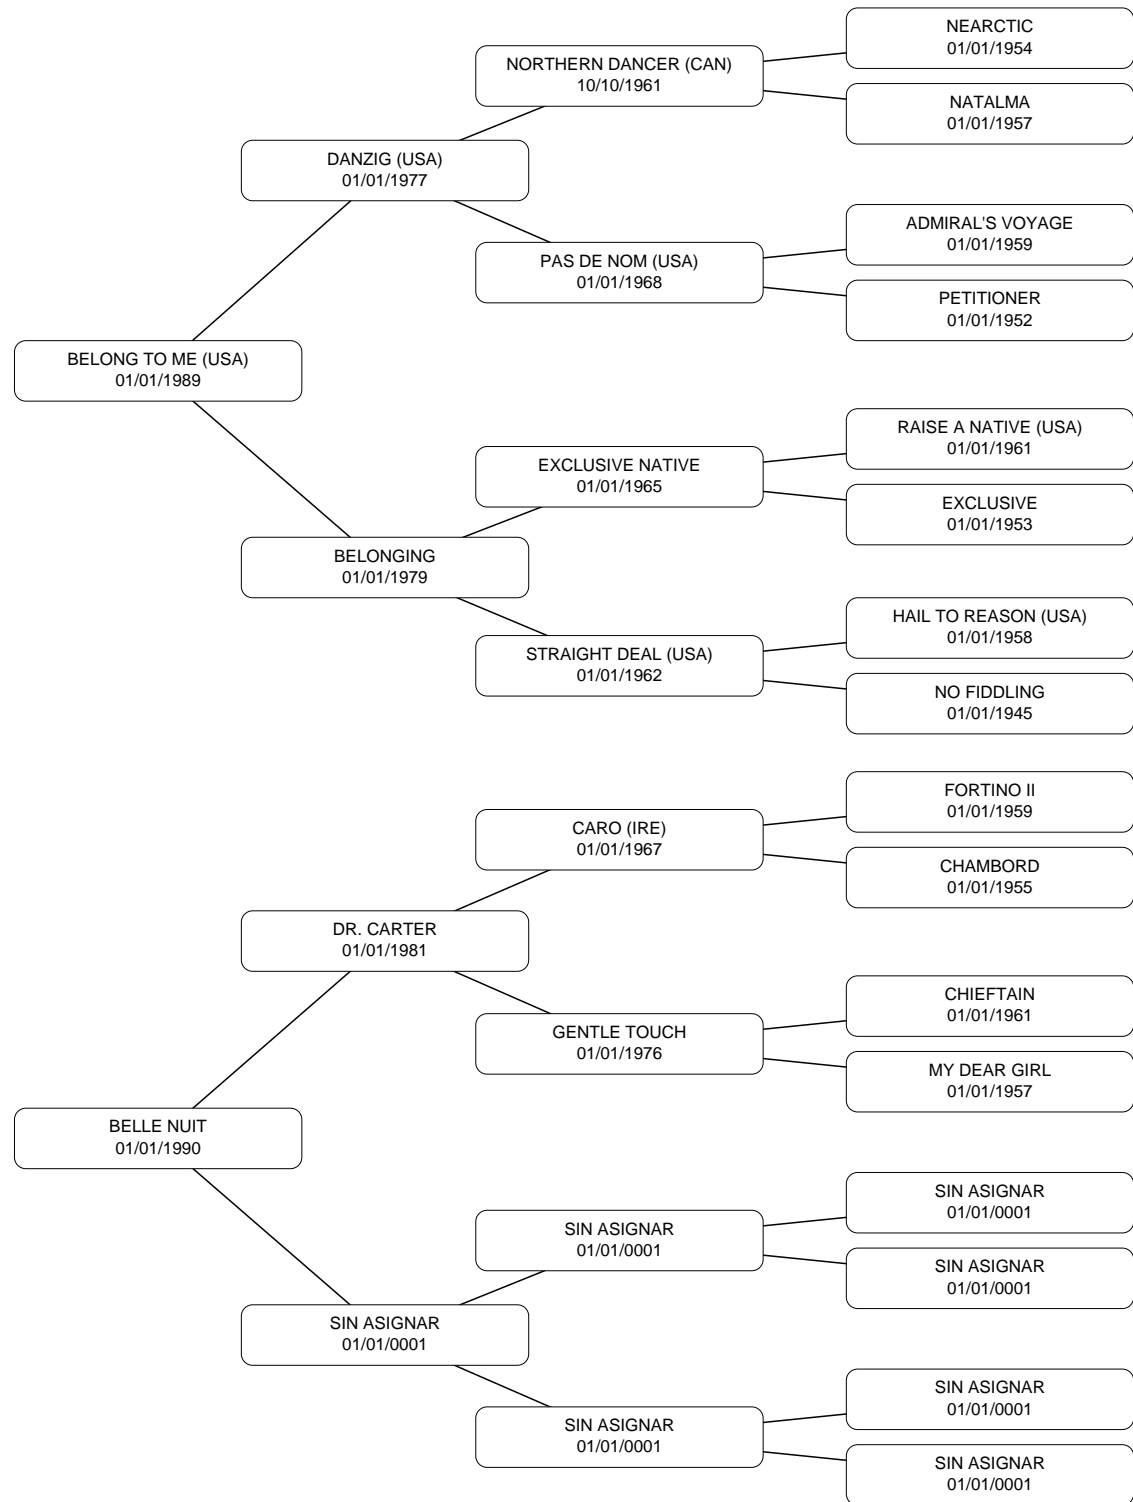 NEARCTIC
01/01/1954
NORTHERN DANCER (CAN)
10/10/1961
NATALMA
01/01/1957
DANZIG (USA)
01/01/1977
ADMIRAL'S VOYAGE
01/01/1959
PAS DE NOM (USA)
01/01/1968
PETITIONER
01/01/1952
BELONG TO ME (USA)
01/01/1989
RAISE A NATIVE (USA)
01/01/1961
EXCLUSIVE NATIVE
01/01/1965
EXCLUSIVE
01/01/1953
BELONGING
01/01/1979
HAIL TO REASON (USA)
01/01/1958
STRAIGHT DEAL (USA)
01/01/1962
NO FIDDLING
01/01/1945
FORTINO II
01/01/1959
CARO (IRE)
01/01/1967
CHAMBORD
01/01/1955
DR. CARTER
01/01/1981
CHIEFTAIN
01/01/1961
GENTLE TOUCH
01/01/1976
MY DEAR GIRL
01/01/1957
BELLE NUIT
01/01/1990
SIN ASIGNAR
01/01/0001
SIN ASIGNAR
01/01/0001
SIN ASIGNAR
01/01/0001
SIN ASIGNAR
01/01/0001
SIN ASIGNAR
01/01/0001
SIN ASIGNAR
01/01/0001
SIN ASIGNAR
01/01/0001